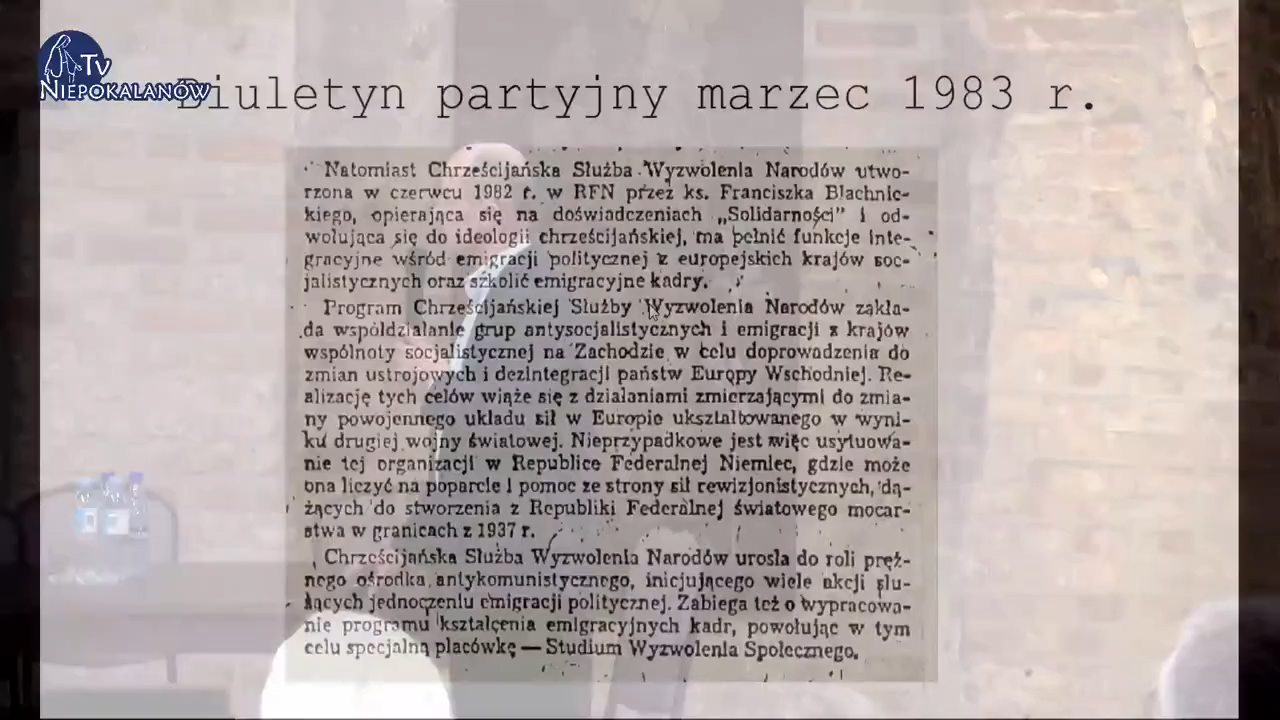 Tv
NIEPOKALANÓW
Biuletyn partyjny marzec 1983 r.
Natomiast Chrześcijańska Służba Wyzwolenia Narodów utwo-
rzona w czerwcu 1982 r. w RFN przez ks. Franciszka Blachnic-
kiego, opierająca się na doświadczeniach „Solidarności” i od-
wołująca się do ideologii chrześcijańskiej, ma pełnić funkcje inte-
gracyjne wśród emigracji politycznej z europejskich krajów soc-
jalistycznych oraz szkolić emigracyjne kadry.
Program Chrześcijańskiej Służby Wyzwolenia Narodów zakła-
da współdziałanie grup antysocjalistycznych i emigracji z krajów
wspólnoty socjalistycznej na Zachodzie w celu doprowadzenia do
zmian ustrojowych i dezintegracji państw Europy Wschodniej. Re-
alizację tych celów wiąże się z działaniami zmierzającymi do zmia-
ny powojennego układu sił w Europie ukształtowanego w wyni-
ku drugiej wojny światowej. Nieprzypadkowe jest więc usytuowa-
nie tej organizacji w Republice Federalnej Niemiec, gdzie może
ona liczyć na poparcie i pomoc ze strony sił rewizjonistycznych, dą-
żących do stworzenia z Republiki Federalnej światowego mocar-
stwa w granicach z 1937 r.
Chrześcijańska Służba Wyzwolenia Narodów urosła do roli pręż-
nego ośrodka antykomunistycznego, inicjującego wiele akcji słu-
żących jednoczeniu emigracji politycznej. Zabiega też o wypracowa-
nie programu kształcenia emigracyjnych kadr, powołując w tym
celu specjalną placówkę — Studium Wyzwolenia Społecznego.